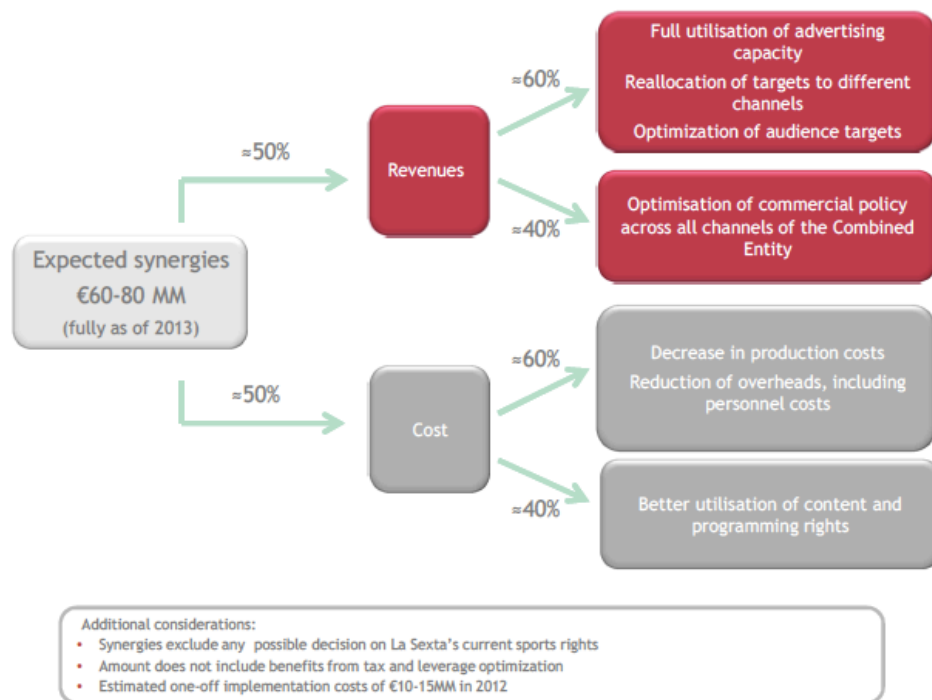 Full utilisation of advertising
capacity
Reallocation of targets to different
channels
Optimization of audience targets
≈60%
≈50%
Revenues
≈40%
Optimisation of commercial policy
across all channels of the Combined
Entity
Expected synergies
€60-80 MM
(fully as of 2013)
≈60%
Decrease in production costs
Reduction of overheads, including
personnel costs
≈50%
Cost
≈40%
Better utilisation of content and
programming rights
Additional considerations:
• Synergies exclude any possible decision on La Sexta's current sports rights
• Amount does not include benefits from tax and leverage optimization
• Estimated one-off implementation costs of €10-15MM in 2012